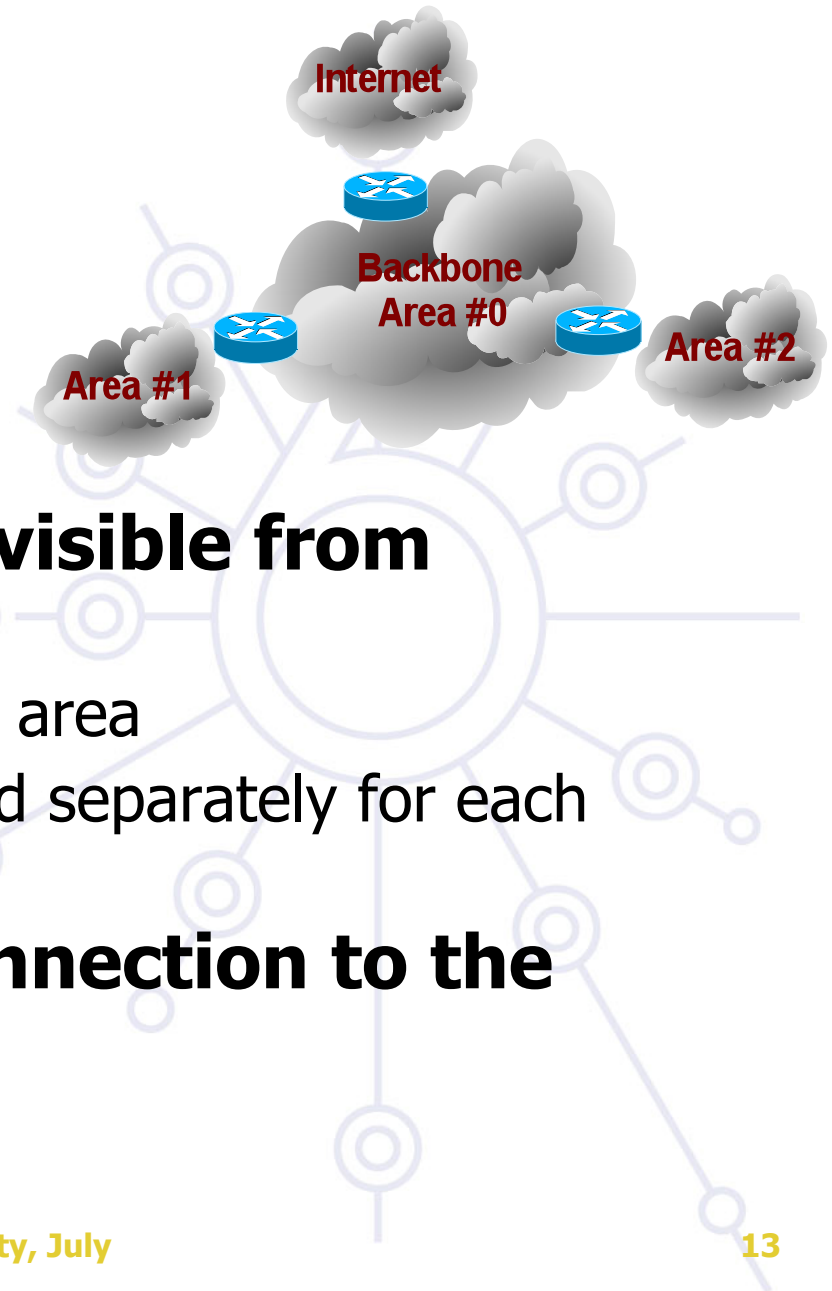 Internet
Backbone
Area #0
Area #1
Area #2
visible from
area
d separately for each
nnection to the
ty, July
13